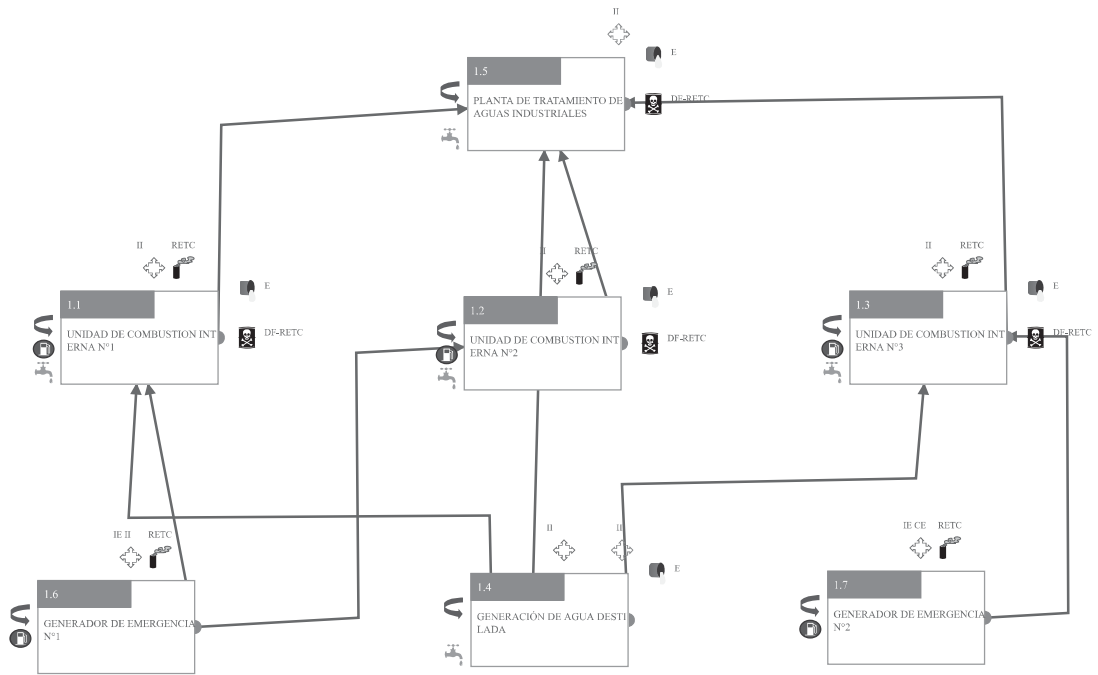 II
E
1.5
PLANTA DE TRATAMIENTO DE
AGUAS INDUSTRIALES
DF-RETC
II
RETC
E
1.1
UNIDAD DE COMBUSTION INT
ERNA N°1
DF-RETC
II
RETC
E
1.2
UNIDAD DE COMBUSTION INT
ERNA N°2
DF-RETC
II
RETC
E
1.3
UNIDAD DE COMBUSTION INT
ERNA N°3
DF-RETC
IE II
RETC
1.6
GENERADOR DE EMERGENCIA
N°1
II
II
E
1.4
GENERACIÓN DE AGUA DESTI
LADA
IE CE
RETC
1.7
GENERADOR DE EMERGENCIA
N°2